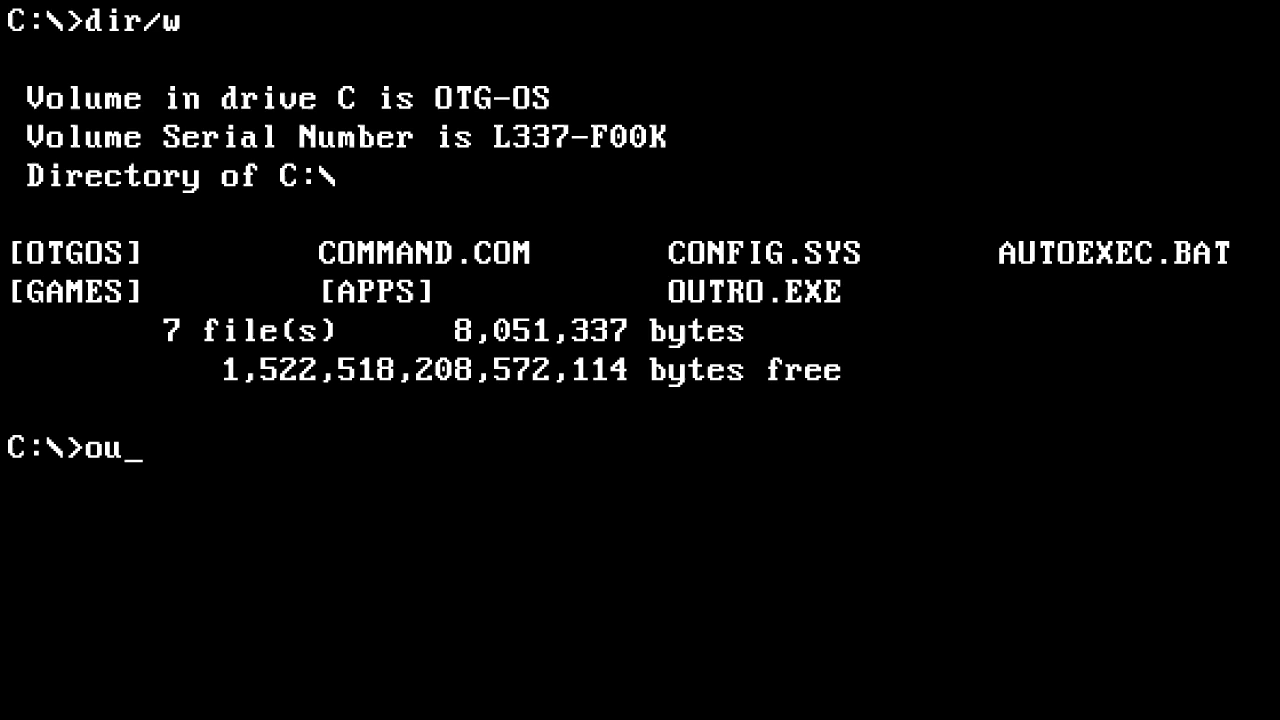 C:\>dir/w
Volume in drive C is OTG-OS
Volume Serial Number is L337-F00K
Directory of C:\
[OTGOS] COMMAND.COM CONFIG.SYS AUTOEXEC.BAT
[GAMES] [APPS] OUTRO.EXE
7 file(s) 8,051,337 bytes
1,522,518,208,572,114 bytes free
C:\>ou_